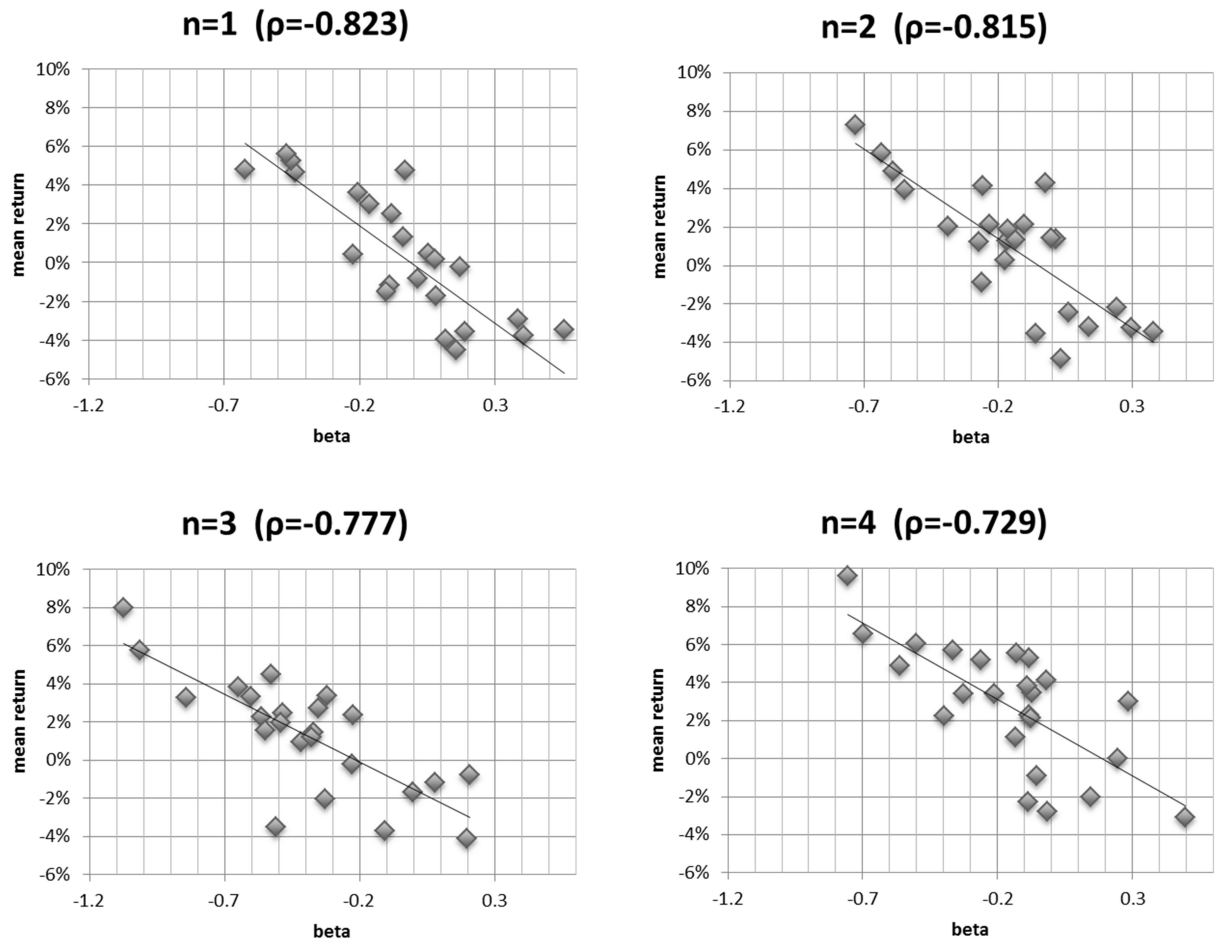 n=1 (ρ=-0.823)
10%
8%
6%
4%
2%
0%
-2%
-4%
-6%
mean return
-1.2 -0.7 -0.2 0.3
beta
n=2 (ρ=-0.815)
10%
8%
6%
4%
2%
0%
-2%
-4%
-6%
mean return
-1.2 -0.7 -0.2 0.3
beta
n=3 (ρ=-0.777)
10%
8%
6%
4%
2%
0%
-2%
-4%
-6%
mean return
-1.2 -0.7 -0.2 0.3
beta
n=4 (ρ=-0.729)
10%
8%
6%
4%
2%
0%
-2%
-4%
-6%
mean return
-1.2 -0.7 -0.2 0.3
beta